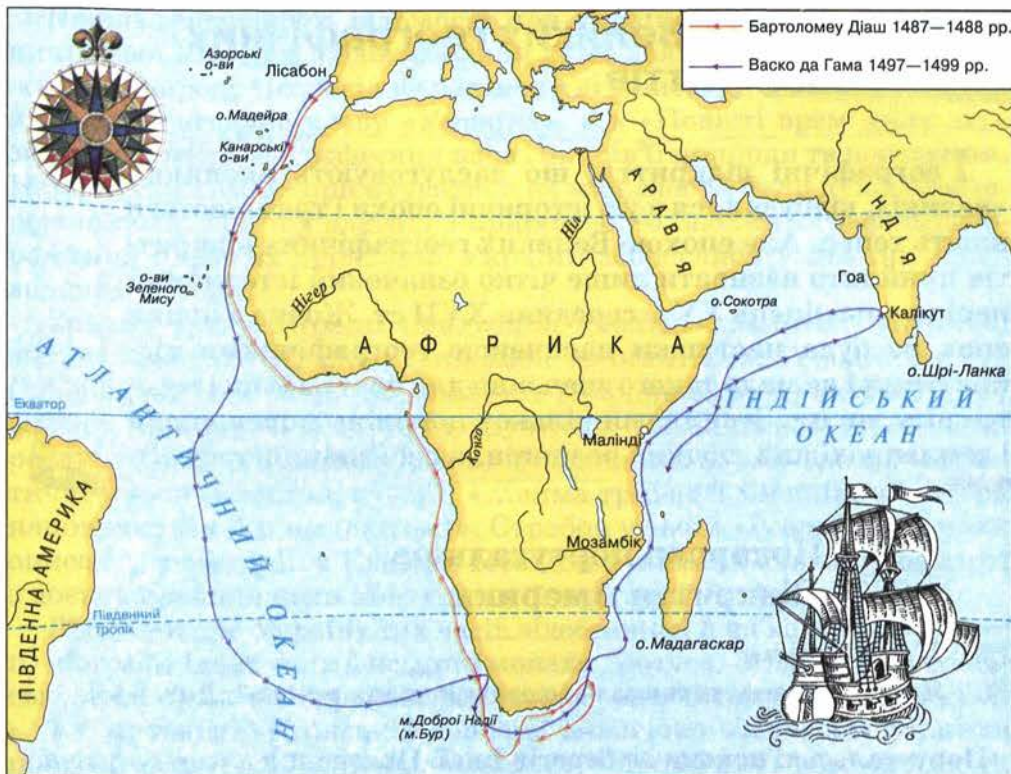 Бартоломеу Діаш 1487—1488 рр.
Васко да Гама 1497—1499 рр.
Азорські
о-ви
Лісабон
о.Мадейра
Канарські
о-ви
о-ви
Зеленого
Мису
Нігер
Ніл
АРАВІЯ
ІНДІЯ
Гоа
о.Сокотра
Калікут
о.Шрі-Ланка
АФРИКА
АТЛАНТИЧНИЙ ОКЕАН
Екватор
ІНДІЙСЬКИЙ
ОКЕАН
Конго
Малінді
Мозамбік
ПІВДЕННА АМЕРИКА
Південний
Тропік
о.Мадагаскар
м.Доброї Надії
(м.Бур)